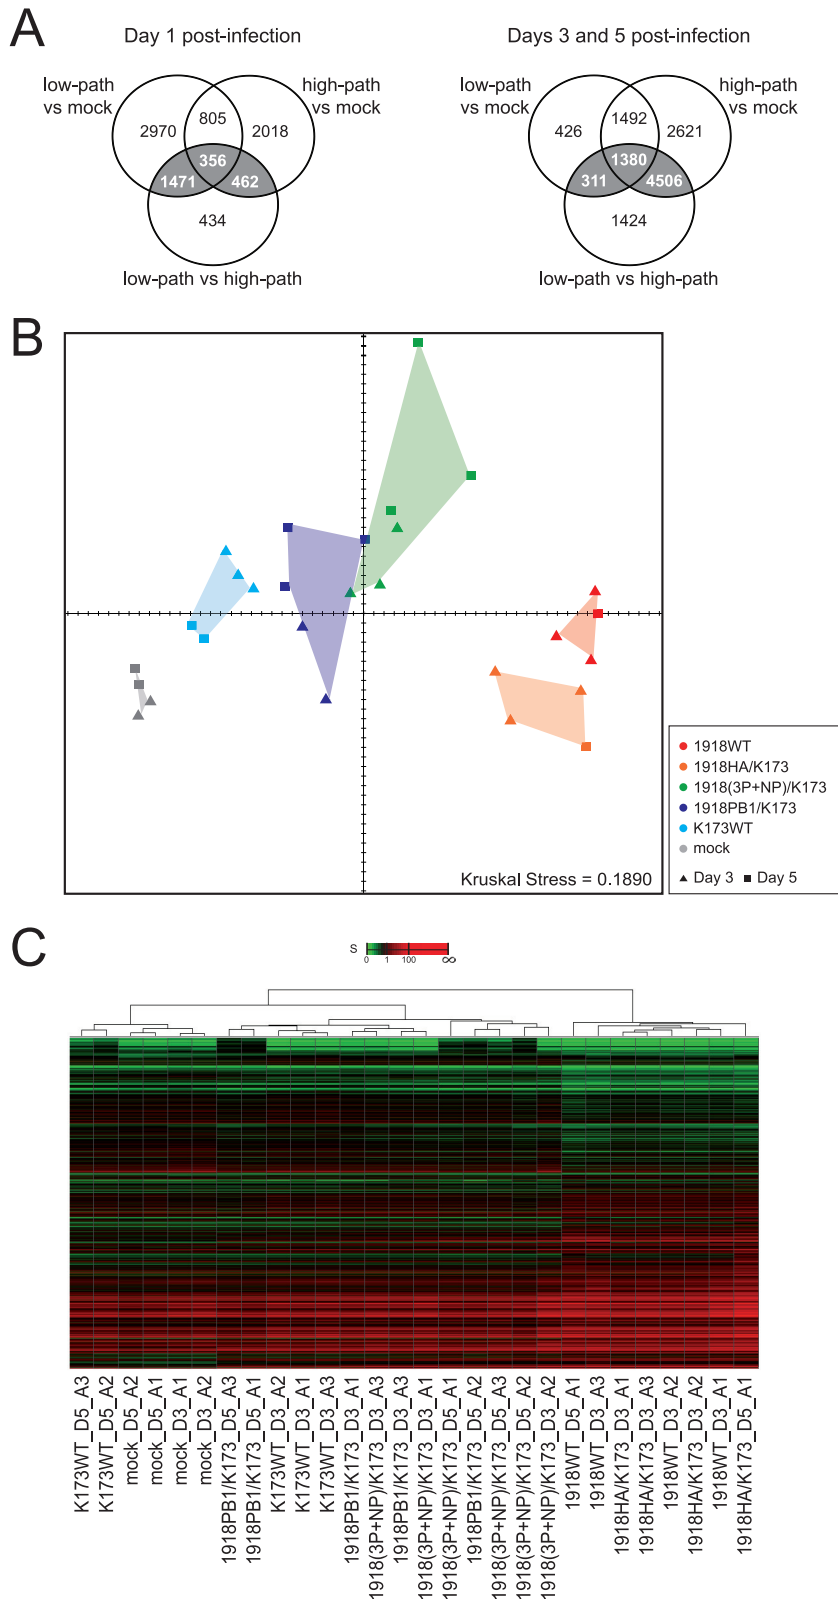 A
Day 1 post-infection
Days 3 and 5 post-infection
low-path
vs mock
high-path
vs mock
2970
805
2018
356
1471
462
434
low-path vs high-path
low-path
vs mock
high-path
vs mock
426
1492
2621
1380
311
4506
1424
low-path vs high-path
B
1918WT
1918HA/K173
1918(3P+NP)/K173
1918PB1/K173
K173WT
mock
Day 3 Day 5
Kruskal Stress = 0.1890
C
S
0 1 100 ∞
K173WT_D5_A3
K173WT_D5_A2
mock_D5_A2
mock_D5_A1
mock_D3_A1
mock_D3_A2
1918PB1/K173_D5_A3
1918PB1/K173_D5_A1
K173WT_D3_A2
K173WT_D3_A1
K173WT_D3_A3
1918PB1/K173_D3_A1
1918(3P+NP)/K173_D3_A3
1918PB1/K173_D3_A3
1918(3P+NP)/K173_D3_A1
1918(3P+NP)/K173_D5_A1
1918PB1/K173_D5_A2
1918(3P+NP)/K173_D5_A3
1918(3P+NP)/K173_D5_A2
1918(3P+NP)/K173_D3_A2
1918WT_D5_A1
1918WT_D3_A3
1918HA/K173_D3_A1
1918HA/K173_D3_A3
1918WT_D3_A2
1918HA/K173_D3_A2
1918WT_D3_A1
1918HA/K173_D5_A1